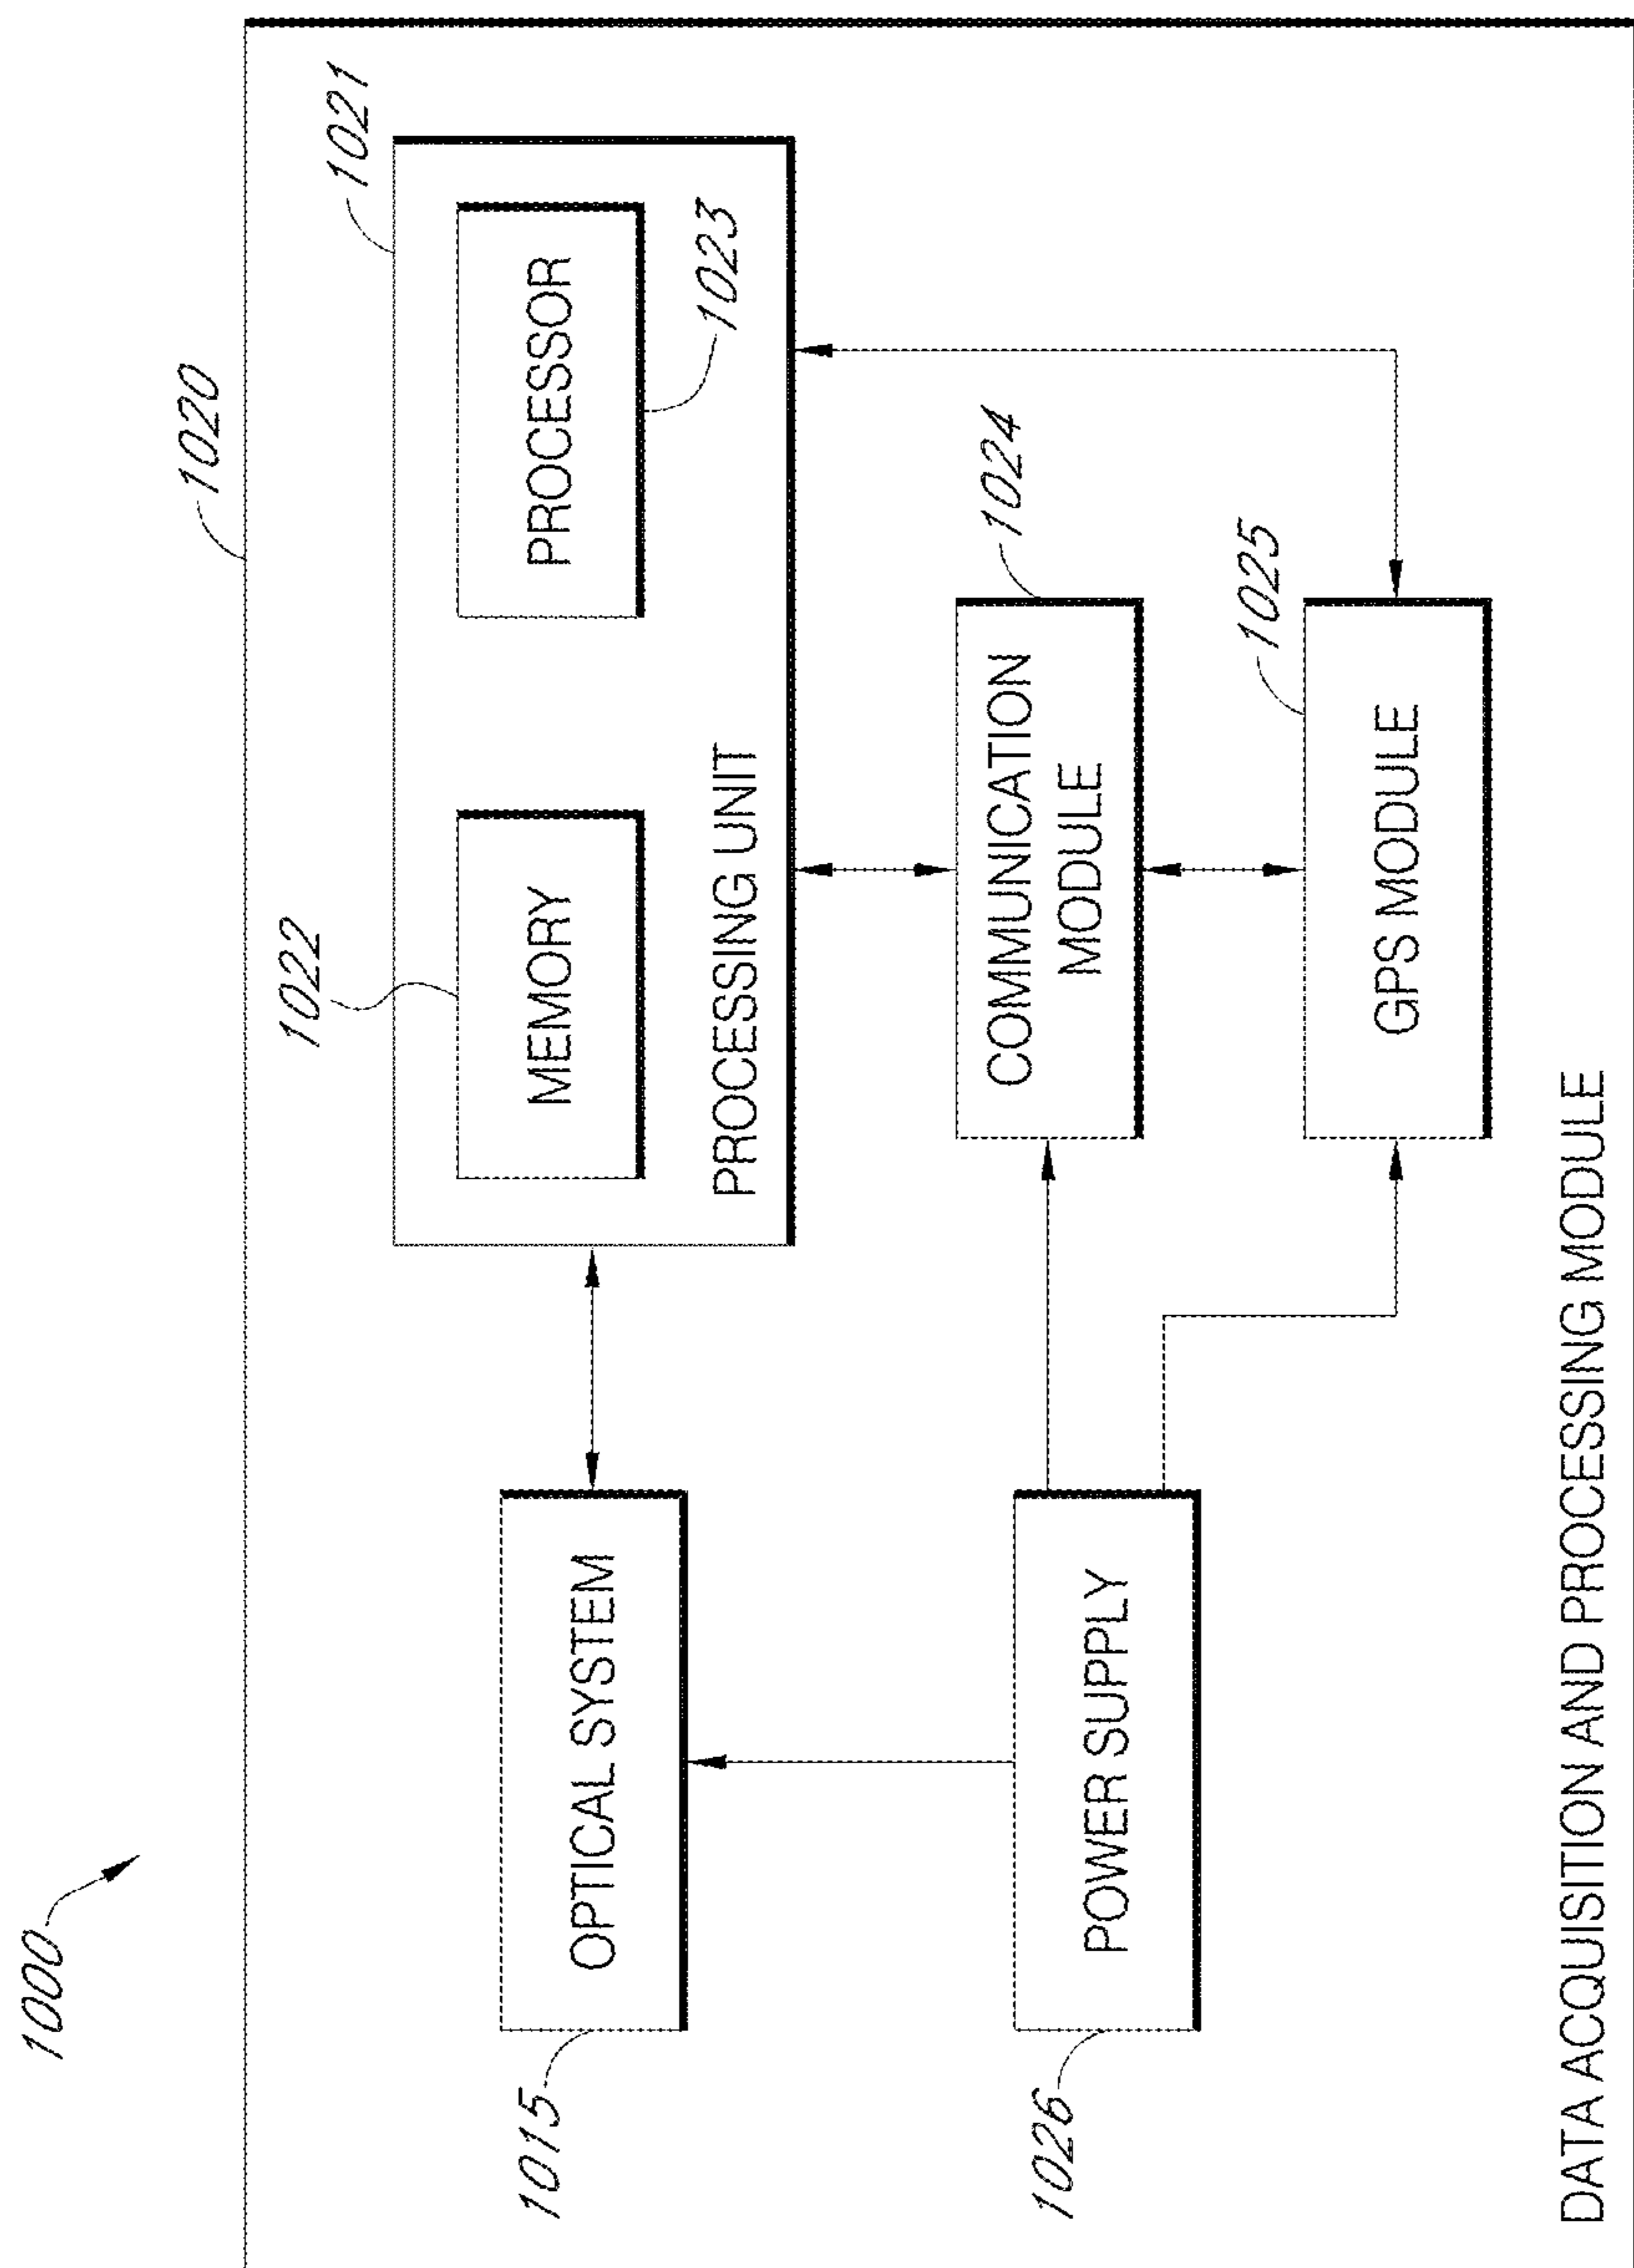 1000
1020
1021
1022
MEMORY
PROCESSOR
1023
PROCESSING UNIT
1015
OPTICAL SYSTEM
1024
COMMUNICATION
MODULE
1026
POWER SUPPLY
1025
GPS MODULE
DATA ACQUISITION AND PROCESSING MODULE